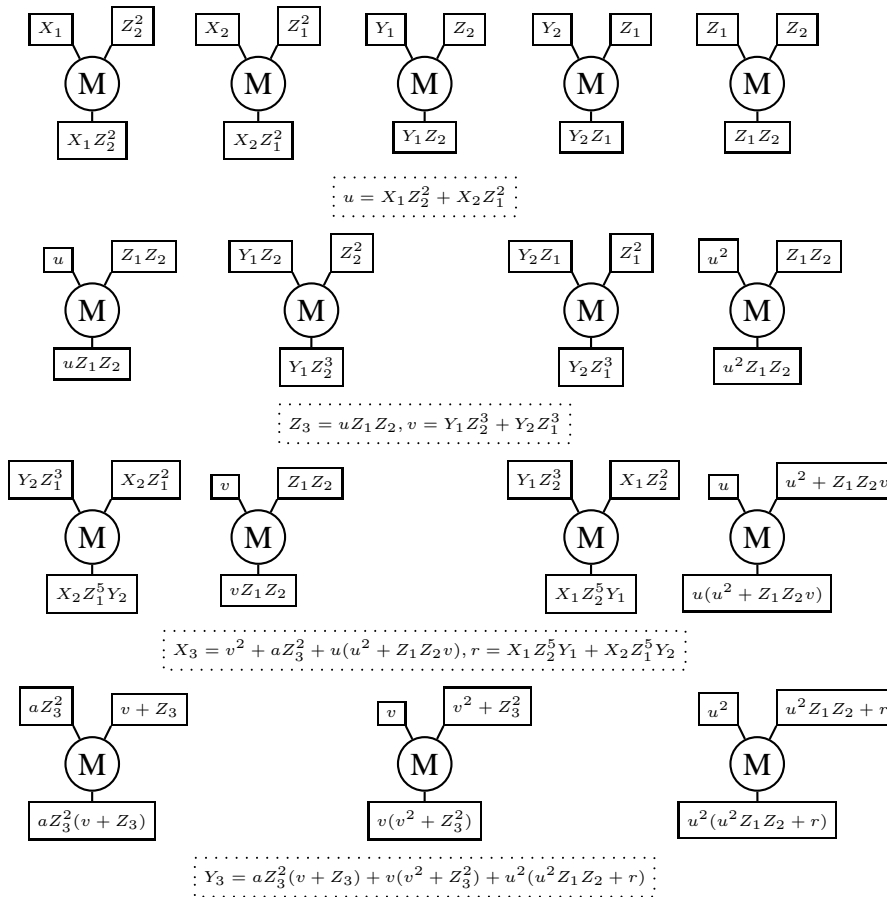 X_1 Z_2^2 X_2 Z_1^2 Y_1 Z_2 Y_2 Z_1 Z_1 Z_2
M M M M M
X_1Z_2^2 X_2Z_1^2 Y_1Z_2 Y_2Z_1 Z_1Z_2
u = X_1Z_2^2 + X_2Z_1^2
u Z_1Z_2 Y_1Z_2 Z_2^2 Y_2Z_1 Z_1^2 u^2 Z_1Z_2
M M M M
uZ_1Z_2 Y_1Z_2^3 Y_2Z_1^3 u^2Z_1Z_2
Z_3 = uZ_1Z_2, v = Y_1Z_2^3 + Y_2Z_1^3
Y_2Z_1^3 X_2Z_1^2 v Z_1Z_2 Y_1Z_2^3 X_1Z_2^2 u u^2 + Z_1Z_2v
M M M M
X_2Z_1^5Y_2 vZ_1Z_2 X_1Z_2^5Y_1 u(u^2 + Z_1Z_2v)
X_3 = v^2 + aZ_3^2 + u(u^2 + Z_1Z_2v), r = X_1Z_2^5Y_1 + X_2Z_1^5Y_2
aZ_3^2 v + Z_3 v v^2 + Z_3^2 u^2 u^2Z_1Z_2 + r
M M M
aZ_3^2(v + Z_3) v(v^2 + Z_3^2) u^2(u^2Z_1Z_2 + r)
Y_3 = aZ_3^2(v + Z_3) + v(v^2 + Z_3^2) + u^2(u^2Z_1Z_2 + r)